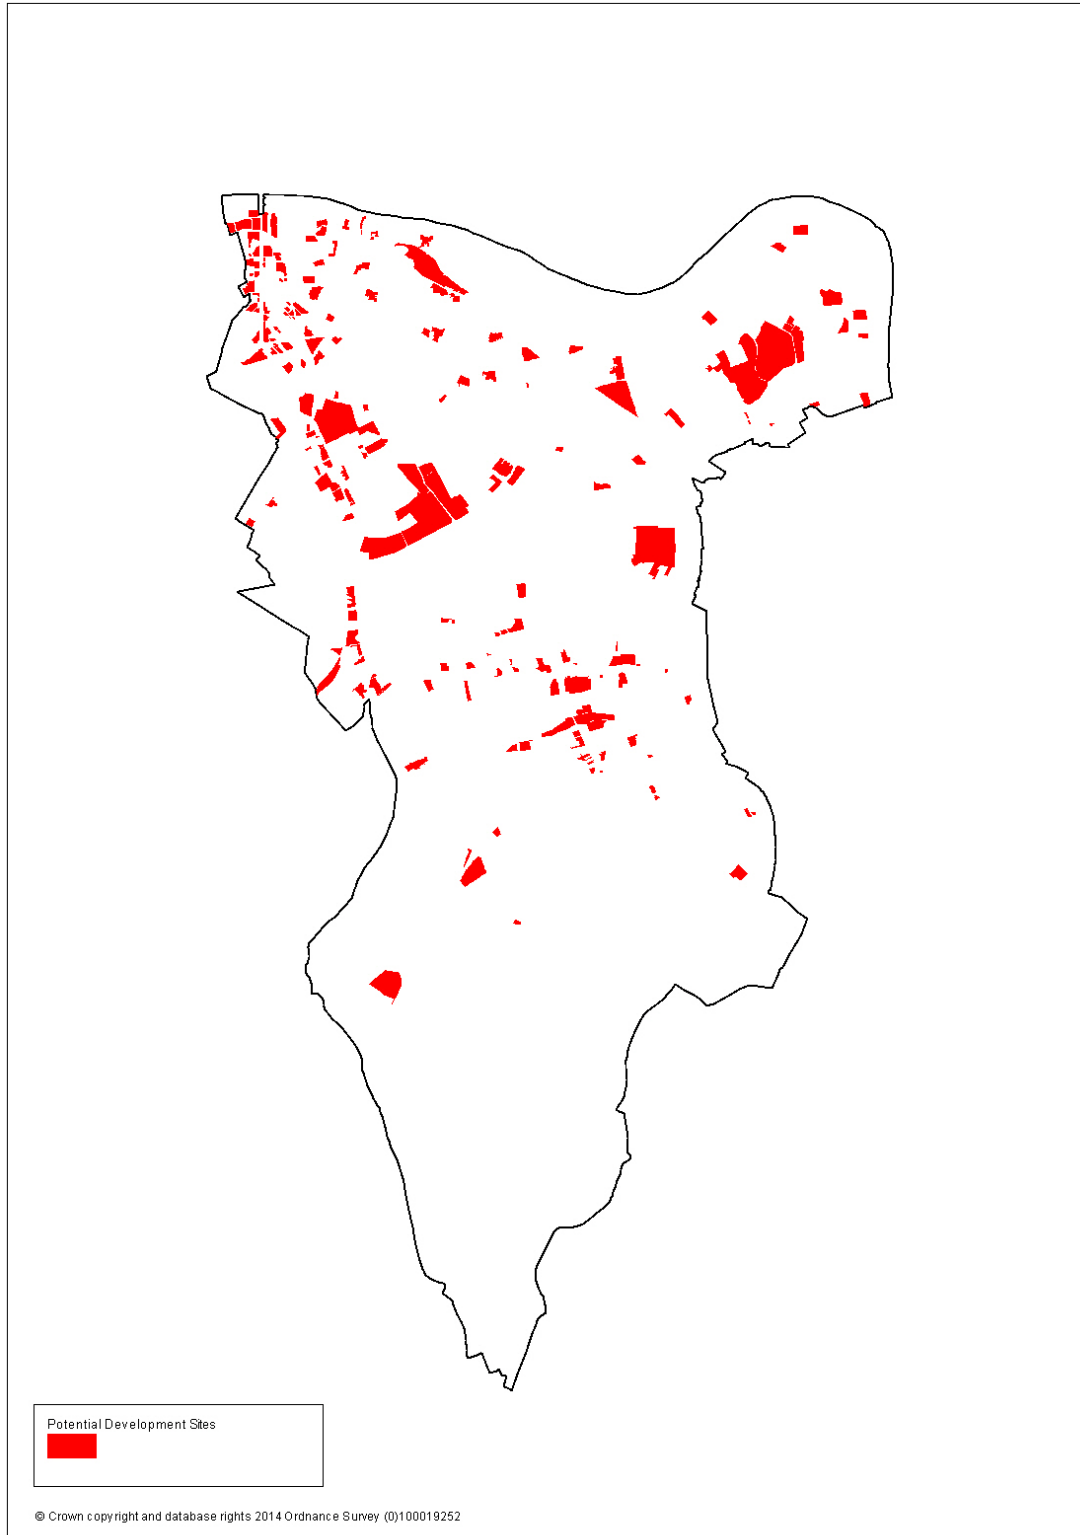 Potential Development Sites
© Crown copyright and database rights 2014 Ordnance Survey (0)100019252